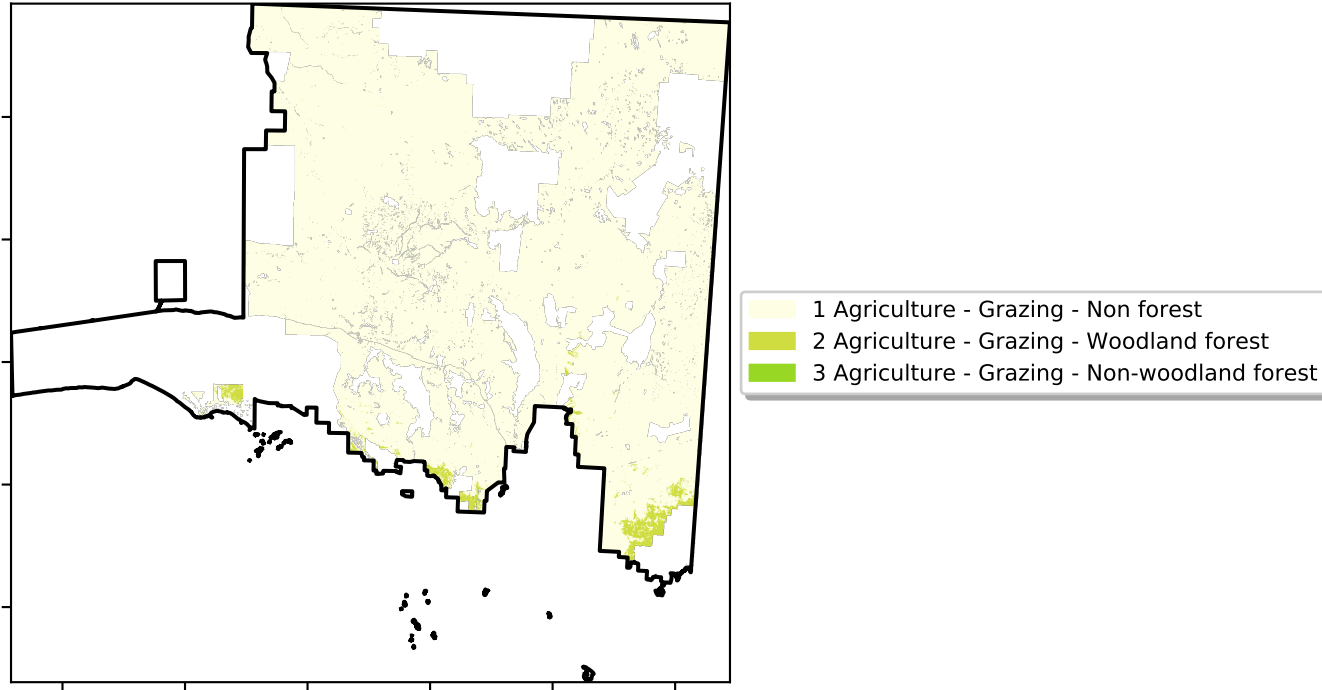 1 Agriculture - Grazing - Non forest
2 Agriculture - Grazing - Woodland forest
3 Agriculture - Grazing - Non-woodland forest